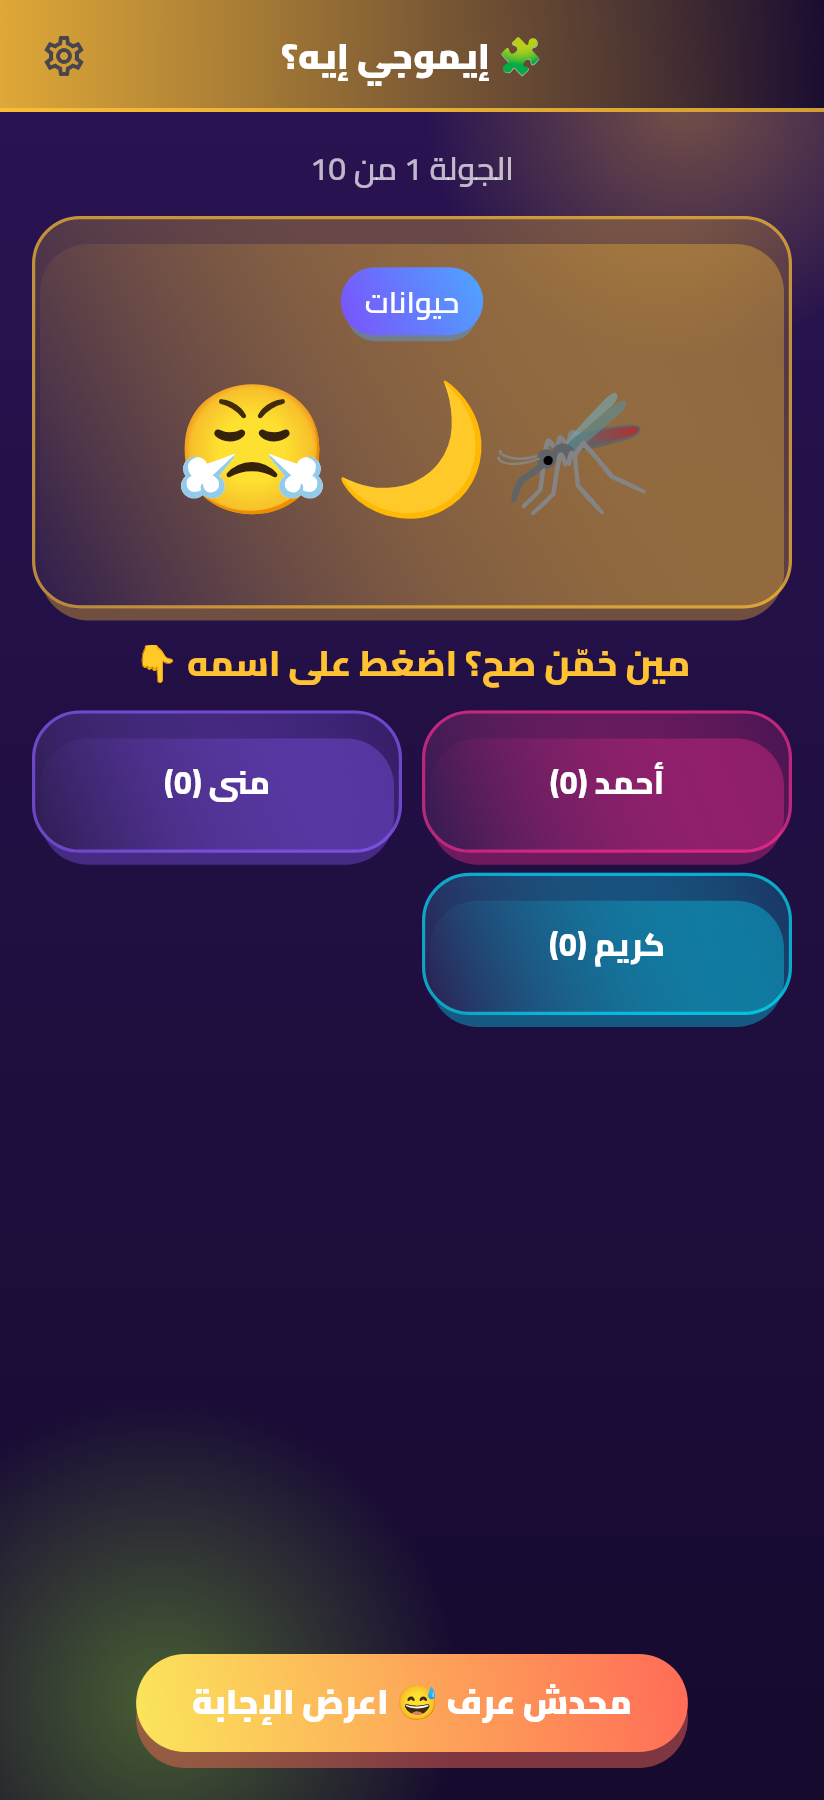 🧩 إيموجي إيه؟
الجولة 1 من 10
حيوانات
🦟🌙😤
مين خمّن صح؟ اضغط على اسمه 👇
أحمد (0)
منى (0)
كريم (0)
محدش عرف 😅 اعرض الإجابة